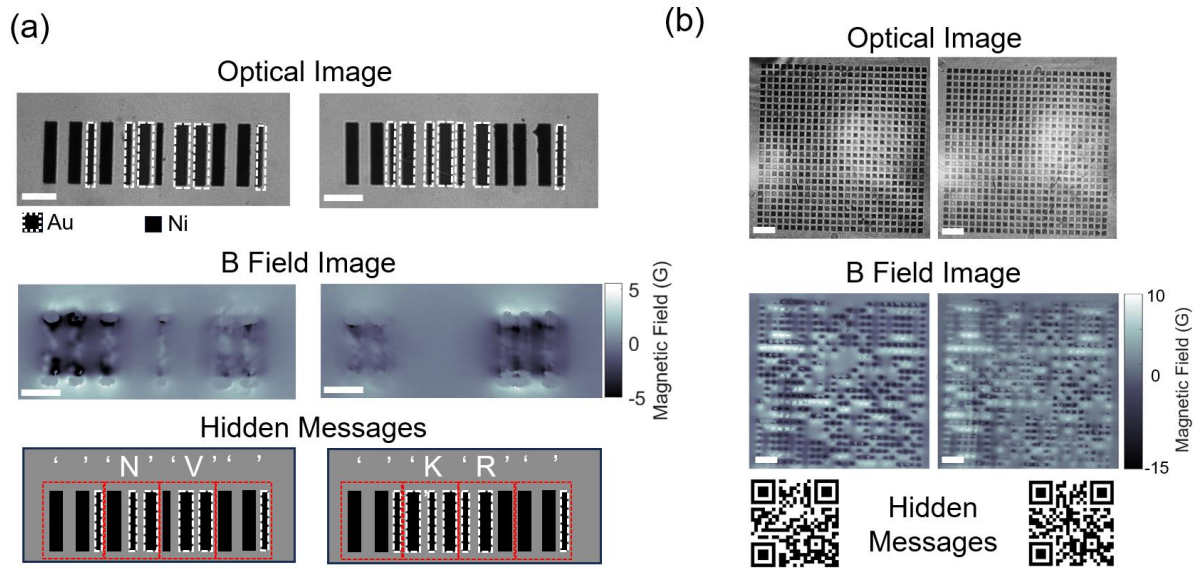 (a)
Optical Image
Au Ni
B Field Image
5
0
-5
Magnetic Field (G)
Hidden Messages
‘ ’ ‘ N ’ ‘ V ’ ‘ ’
‘ ‘ K ‘ R ’ ‘ ’
(b)
Optical Image
B Field Image
10
0
-15
Magnetic Field (G)
Hidden
Messages